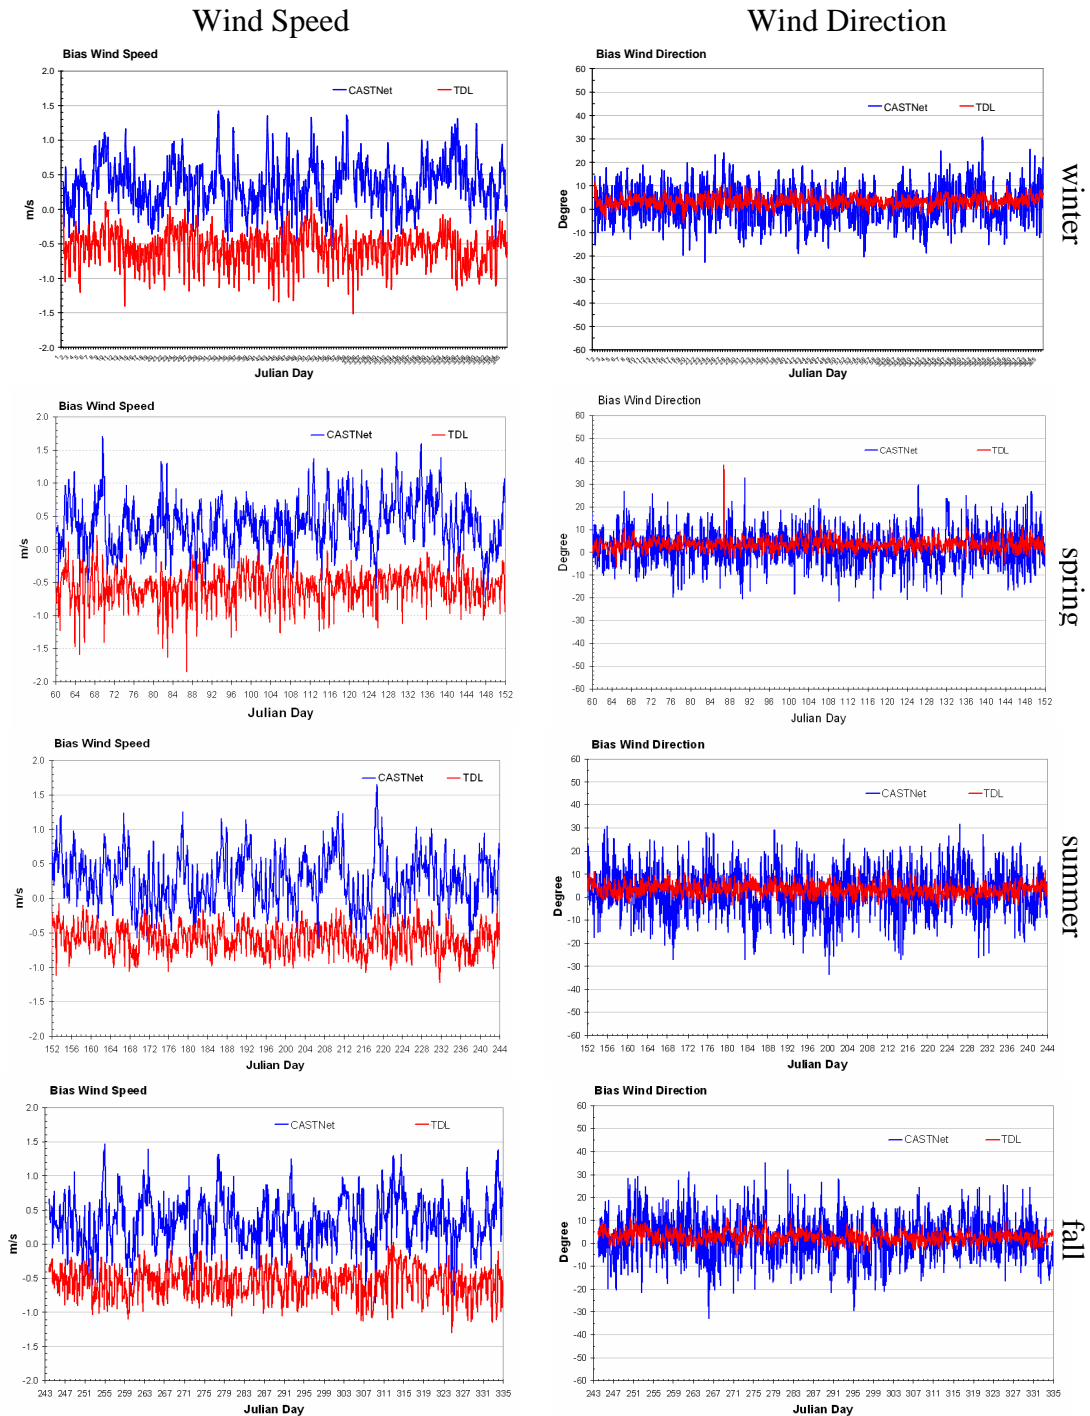 Wind Speed
Wind Direction
Bias Wind Speed
2.0
1.5
1.0
0.5
0.0
-0.5
-1.0
-1.5
-2.0
m/s
CASTNet
TDL
Julian Day
Bias Wind Direction
60
50
40
30
20
10
0
-10
-20
-30
-40
-50
-60
Degree
CASTNet
TDL
Julian Day
winter
Bias Wind Speed
2.0
1.5
1.0
0.5
0.0
-0.5
-1.0
-1.5
-2.0
m/s
CASTNet
TDL
60 64 68 72 76 80 84 88 92 96 100 104 108 112 116 120 124 128 132 136 140 144 148 152
Julian Day
Bias Wind Direction
60
50
40
30
20
10
0
-10
-20
-30
-40
-50
-60
Degree
CASTNet
TDL
60 64 68 72 76 80 84 88 92 96 100 104 108 112 116 120 124 128 132 136 140 144 148 152
Julian Day
spring
Bias Wind Speed
2.0
1.5
1.0
0.5
0.0
-0.5
-1.0
-1.5
-2.0
m/s
CASTNet
TDL
152 156 160 164 168 172 176 180 184 188 192 196 200 204 208 212 216 220 224 228 232 236 240 244
Julian Day
Bias Wind Direction
60
50
40
30
20
10
0
-10
-20
-30
-40
-50
-60
Degree
CASTNet
TDL
152 156 160 164 168 172 176 180 184 188 192 196 200 204 208 212 216 220 224 228 232 236 240 244
Julian Day
summer
Bias Wind Speed
2.0
1.5
1.0
0.5
0.0
-0.5
-1.0
-1.5
-2.0
m/s
CASTNet
TDL
243 247 251 255 259 263 267 271 275 279 283 287 291 295 299 303 307 311 315 319 323 327 331 335
Julian Day
Bias Wind Direction
60
50
40
30
20
10
0
-10
-20
-30
-40
-50
-60
Degree
CASTNet
TDL
243 247 251 255 259 263 267 271 275 279 283 287 291 295 299 303 307 311 315 319 323 327 331 335
Julian Day
fall